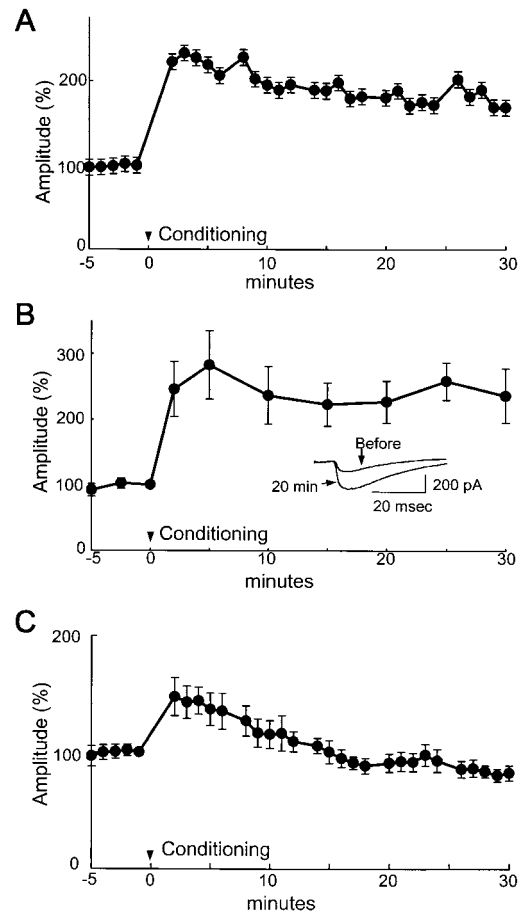 A
Amplitude (%)
200
100
0
Conditioning
-5 0 10 20 30
minutes
B
Amplitude (%)
300
200
100
0
Before
20 min
200 pA
20 msec
Conditioning
-5 0 10 20 30
minutes
C
Amplitude (%)
200
100
0
Conditioning
-5 0 10 20 30
minutes